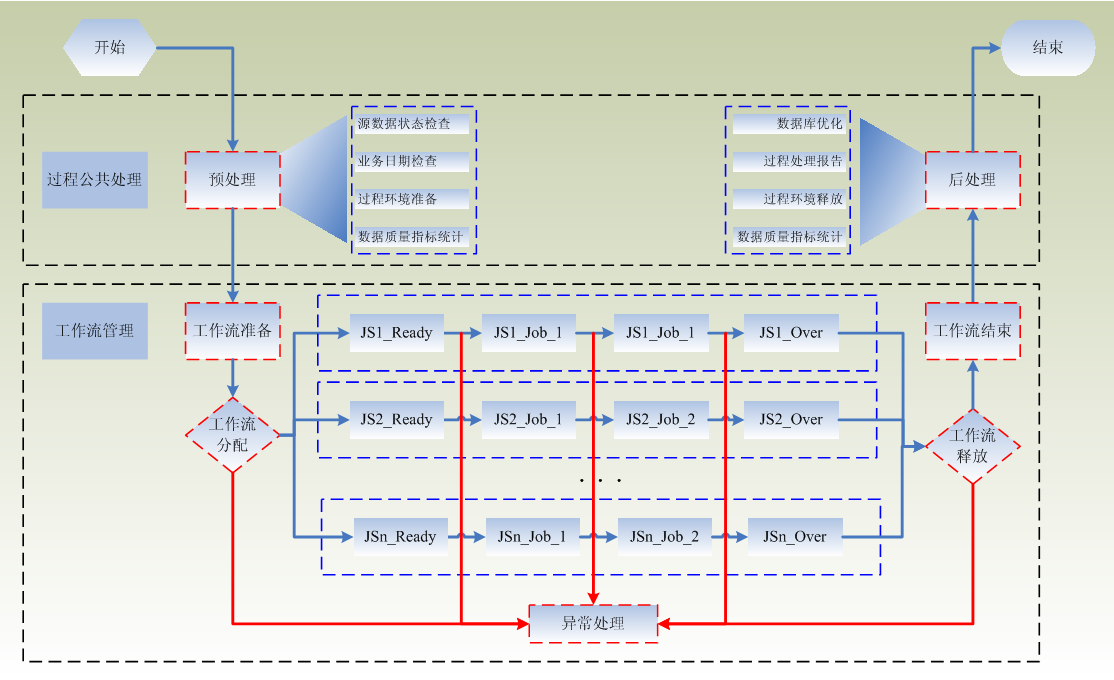 开始
结束
过程公共处理
预处理
源数据状态检查
业务日期检查
过程环境准备
数据质量指标统计
数据库优化
过程处理报告
过程环境释放
数据质量指标统计
后处理
工作流管理
工作流准备
工作流
分配
JS1_Ready
JS1_Job_1
JS1_Job_1
JS1_Over
JS2_Ready
JS2_Job_1
JS2_Job_2
JS2_Over
. . .
JSn_Ready
JSn_Job_1
JSn_Job_2
JSn_Over
工作流结束
工作流
释放
异常处理